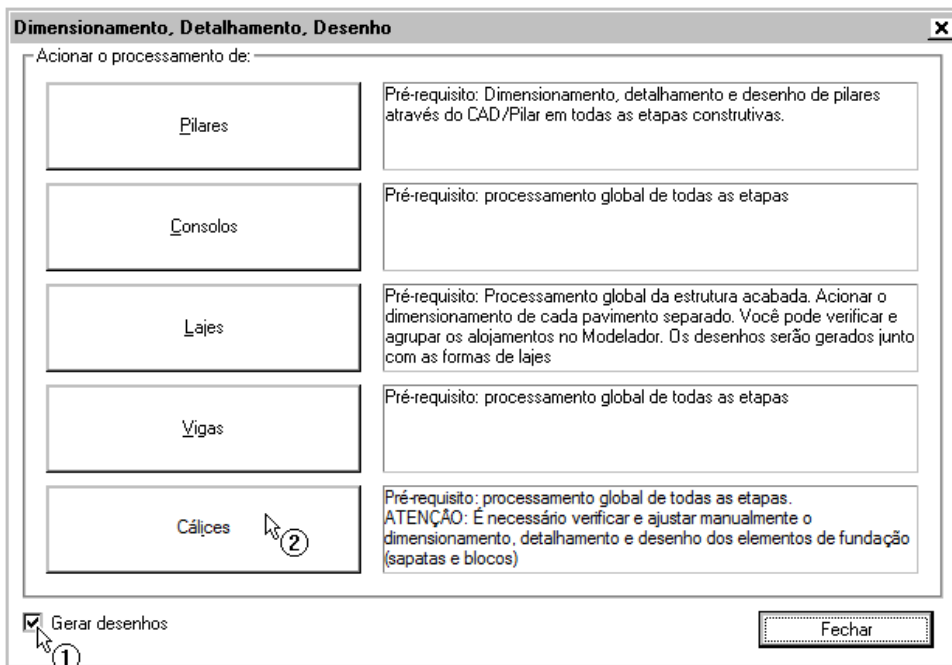 Dimensionamento, Detalhamento, Desenho
Acionar o processamento de:
Pilares
Pré-requisito: Dimensionamento, detalhamento e desenho de pilares
através do CAD/Pilar em todas as etapas construtivas.
Consolos
Pré-requisito: processamento global de todas as etapas
Lajes
Pré-requisito: Processamento global da estrutura acabada. Acionar o
dimensionamento de cada pavimento separado. Você pode verificar e
agrupar os alojamentos no Modelador. Os desenhos serão gerados junto
com as formas de lajes
Vigas
Pré-requisito: processamento global de todas as etapas
Cálices
2
Pré-requisito: processamento global de todas as etapas.
ATENÇÃO: É necessário verificar e ajustar manualmente o
dimensionamento, detalhamento e desenho dos elementos de fundação
(sapatas e blocos)
Gerar desenhos
1
Fechar